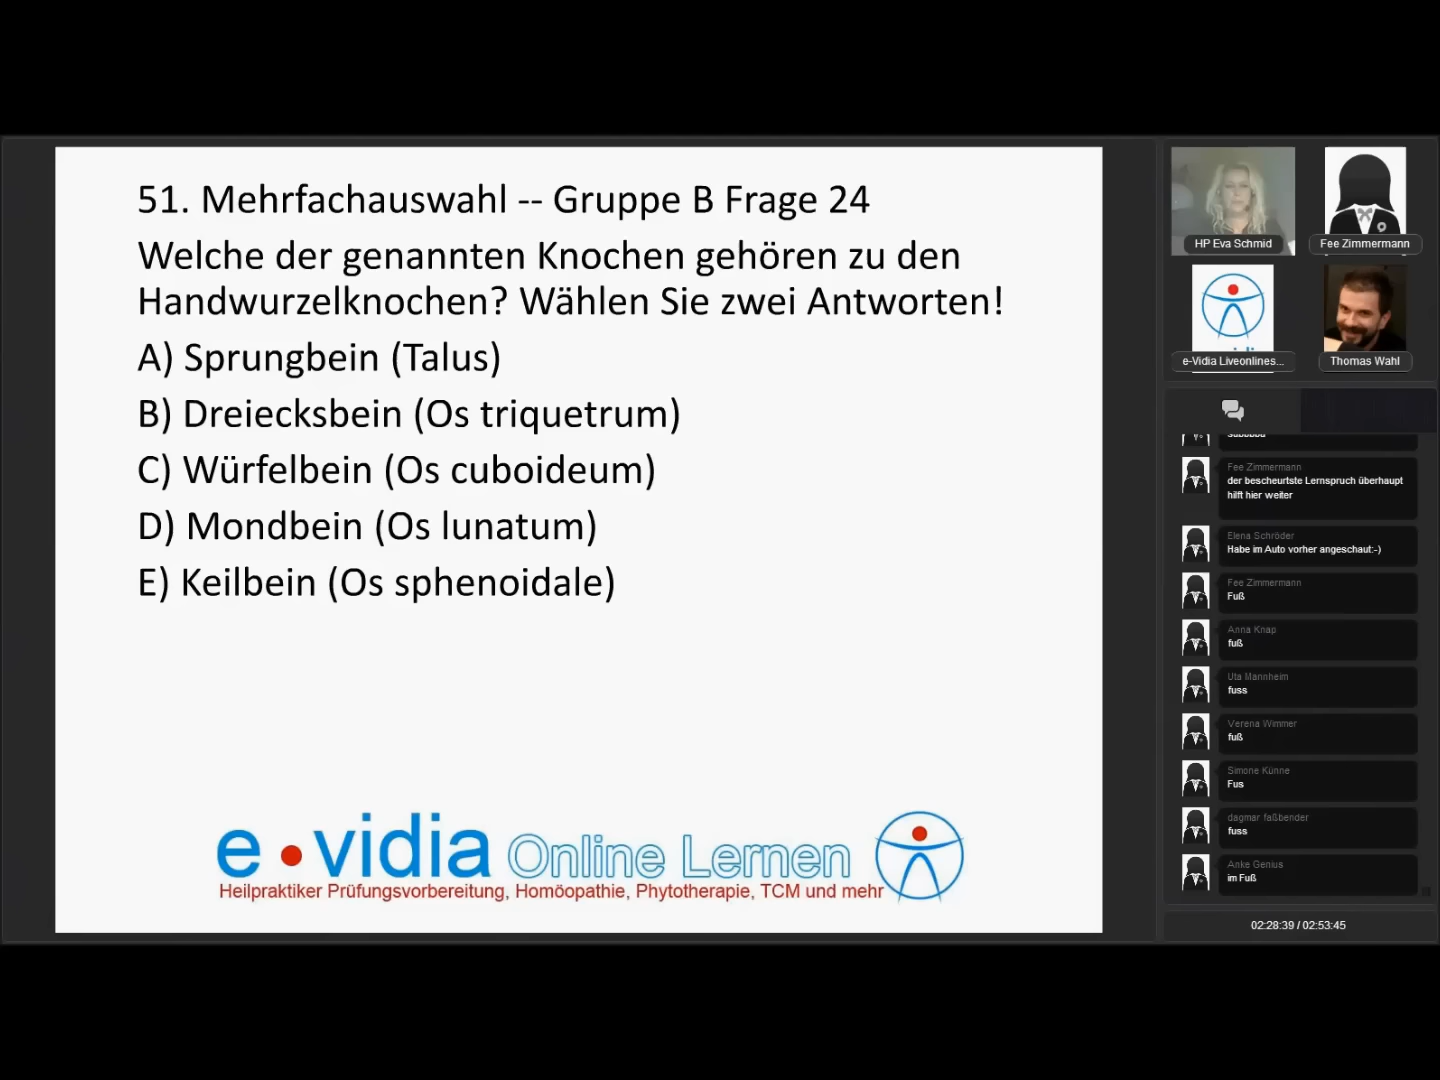 51. Mehrfachauswahl -- Gruppe B Frage 24
Welche der genannten Knochen gehören zu den
Handwurzelknochen? Wählen Sie zwei Antworten!
A) Sprungbein (Talus)
B) Dreiecksbein (Os triquetrum)
C) Würfelbein (Os cuboideum)
D) Mondbein (Os lunatum)
E) Keilbein (Os sphenoidale)
e vidia Online Lernen
Heilpraktiker Prüfungsvorbereitung, Homöopathie, Phytotherapie, TCM und mehr
HP Eva Schmid
Fee Zimmermann
e-Vidia Liveonlines...
Thomas Wahl
Fee Zimmermann
der bescheurtste Lernspruch überhaupt
hilft hier weiter
Elena Schröder
Habe im Auto vorher angeschaut:-)
Fee Zimmermann
Fuß
Anna Knap
fuß
Uta Mannheim
fuss
Verena Wimmer
fuß
Simone Künne
Fus
dagmar faßbender
fuss
Anke Genius
im Fuß
02:28:39 / 02:53:45